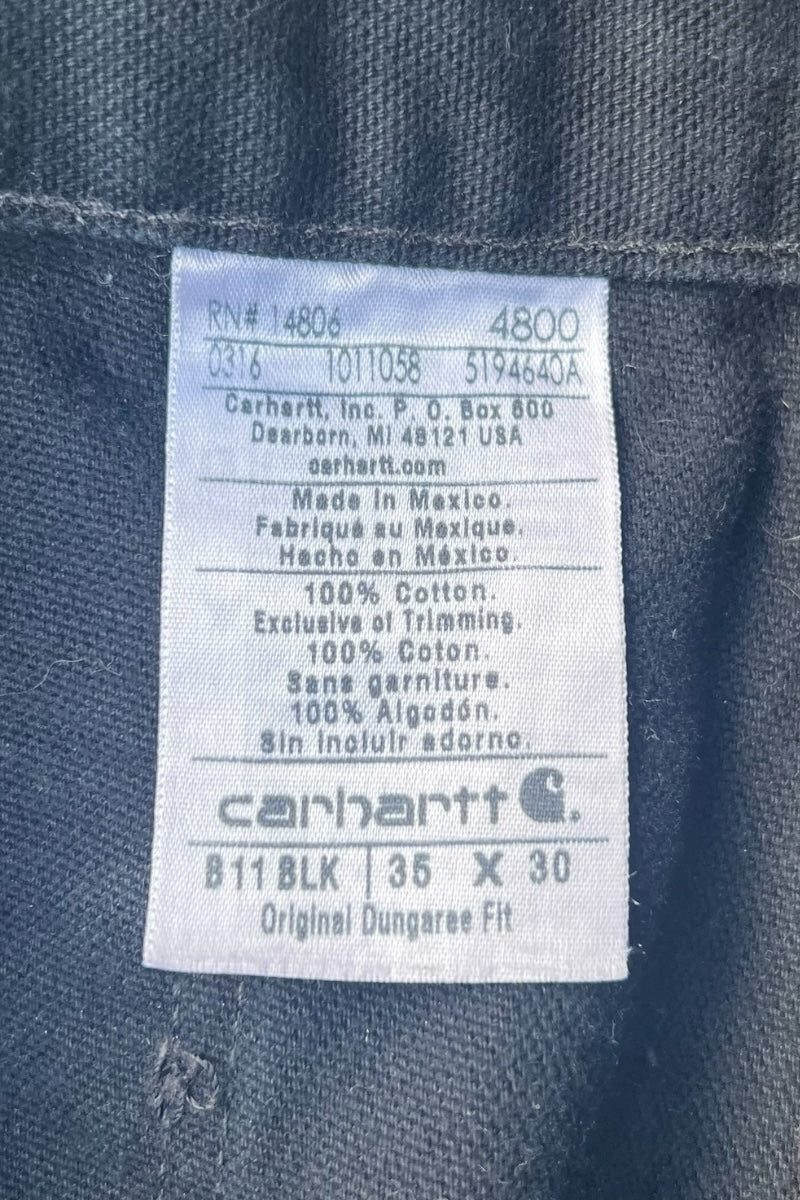 RN# 14806 4800
0316 1011058 5194640A
Carhartt, Inc. P. O. Box 600
Dearborn, MI 48121 USA
carhartt.com
Made in Mexico.
Fabriqué au Mexique.
Hecho en México.
100% Cotton.
Exclusive of Trimming.
100% Coton.
Sans garniture.
100% Algodón.
Sin incluir adorno.
carhartt
B11 BLK | 35 X 30
Original Dungaree Fit